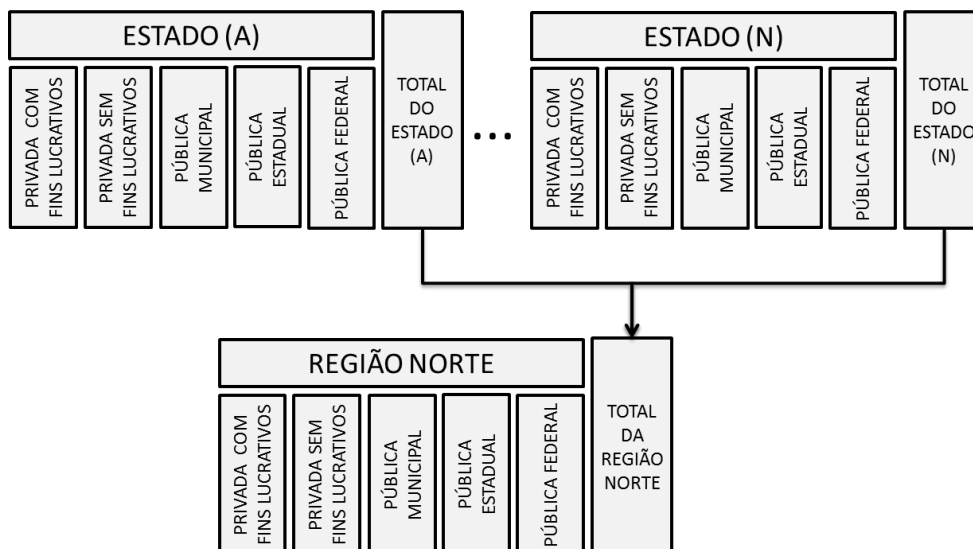 ESTADO (A)
PRIVADA COM
FINS LUCRATIVOS
PRIVADA SEM
FINS LUCRATIVOS
PÚBLICA
MUNICIPAL
PÚBLICA
ESTADUAL
PÚBLICA FEDERAL
TOTAL
DO
ESTADO
(A)
...
ESTADO (N)
PRIVADA COM
FINS LUCRATIVOS
PRIVADA SEM
FINS LUCRATIVOS
PÚBLICA
MUNICIPAL
PÚBLICA
ESTADUAL
PÚBLICA FEDERAL
TOTAL
DO
ESTADO
(N)
REGIÃO NORTE
PRIVADA COM
FINS LUCRATIVOS
PRIVADA SEM
FINS LUCRATIVOS
PÚBLICA
MUNICIPAL
PÚBLICA
ESTADUAL
PÚBLICA FEDERAL
TOTAL
DA
REGIÃO
NORTE